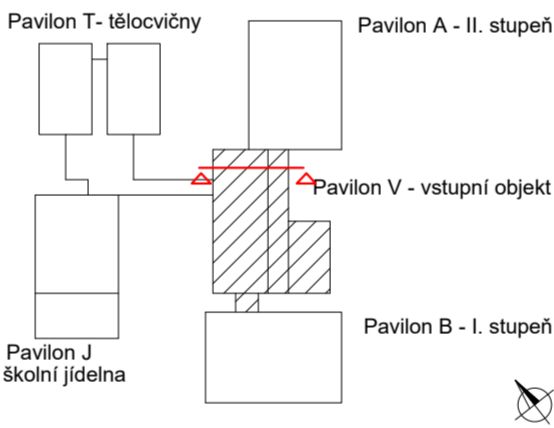 Pavilon T- tělocvičny
Pavilon A - II. stupeň
Pavilon V - vstupní objekt
Pavilon B - I. stupeň
Pavilon J
školní jídelna